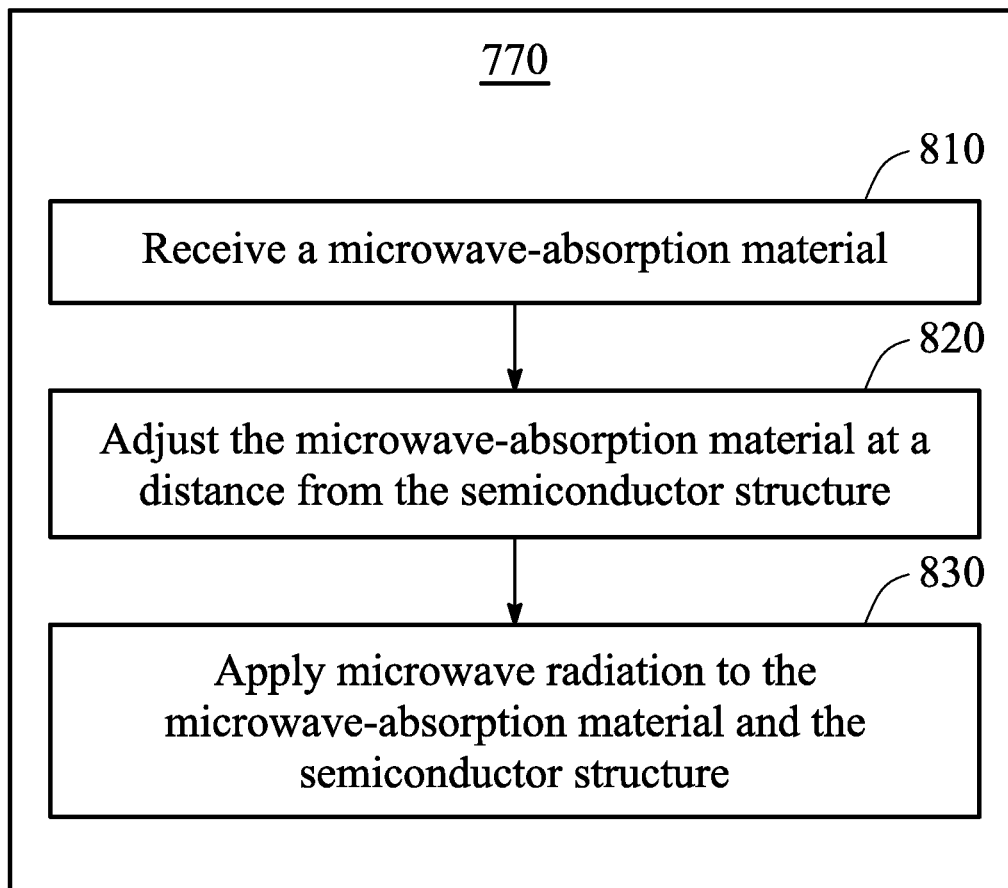 770
810
Receive a microwave-absorption material
820
Adjust the microwave-absorption material at a
distance from the semiconductor structure
830
Apply microwave radiation to the
microwave-absorption material and the
semiconductor structure